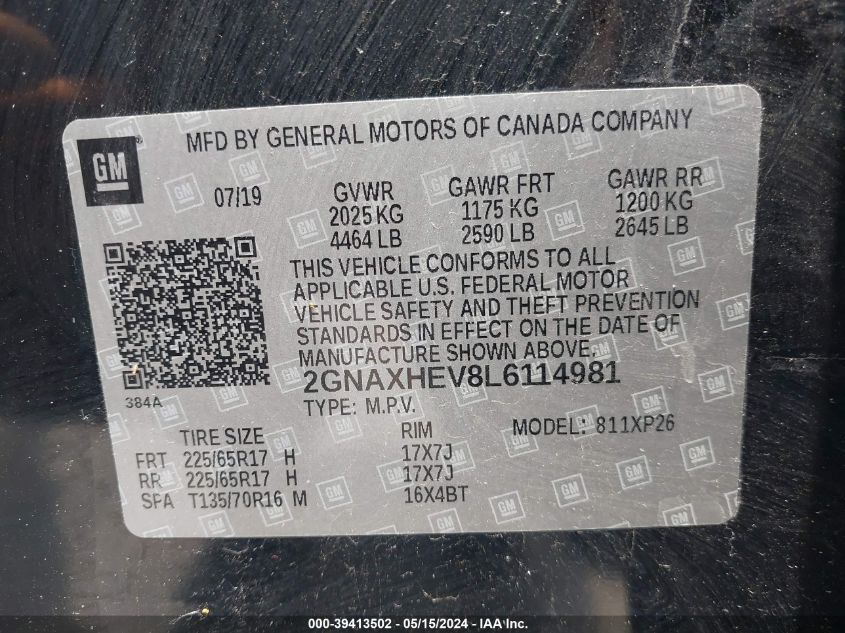 MFD BY GENERAL MOTORS OF CANADA COMPANY
GM
07/19 GVWR GAWR FRT GAWR RR
2025 KG 1175 KG 1200 KG
4464 LB 2590 LB 2645 LB
THIS VEHICLE CONFORMS TO ALL
APPLICABLE U.S. FEDERAL MOTOR
VEHICLE SAFETY AND THEFT PREVENTION
STANDARDS IN EFFECT ON THE DATE OF
MANUFACTURE SHOWN ABOVE.
2GNAXHEV8L6114981
384A
TYPE: M.P.V. MODEL: 811XP26
TIRE SIZE RIM
FRT 225/65R17 H 17X7J
RR 225/65R17 H 17X7J
SPA T135/70R16 M 16X4BT
000-39413502 - 05/15/2024 - IAA Inc.